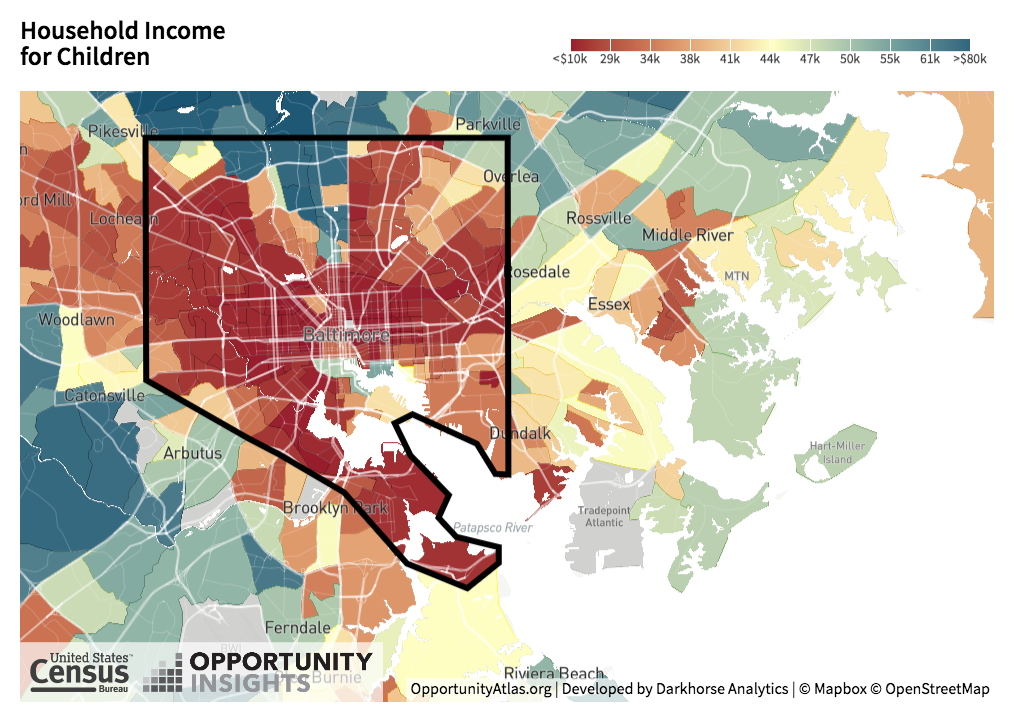 Household Income
for Children
<$10k 29k 34k 38k 41k 44k 47k 50k 55k 61k >$80k
Pikesville
Parkville
n
Overlea
rd Mill
Lochearn
Rossville
Middle River
Rosedale
MTN
Essex
Woodlawn
Baltimore
Catonsville
Dundalk
Arbutus
Hart-Miller
Island
Brooklyn Park
Tradepoint
Atlantic
Patapsco River
Ferndale
BWI
United States™
Census
Bureau
OPPORTUNITY
INSIGHTS
Burnie
Riviera Beach
OpportunityAtlas.org | Developed by Darkhorse Analytics | © Mapbox © OpenStreetMap